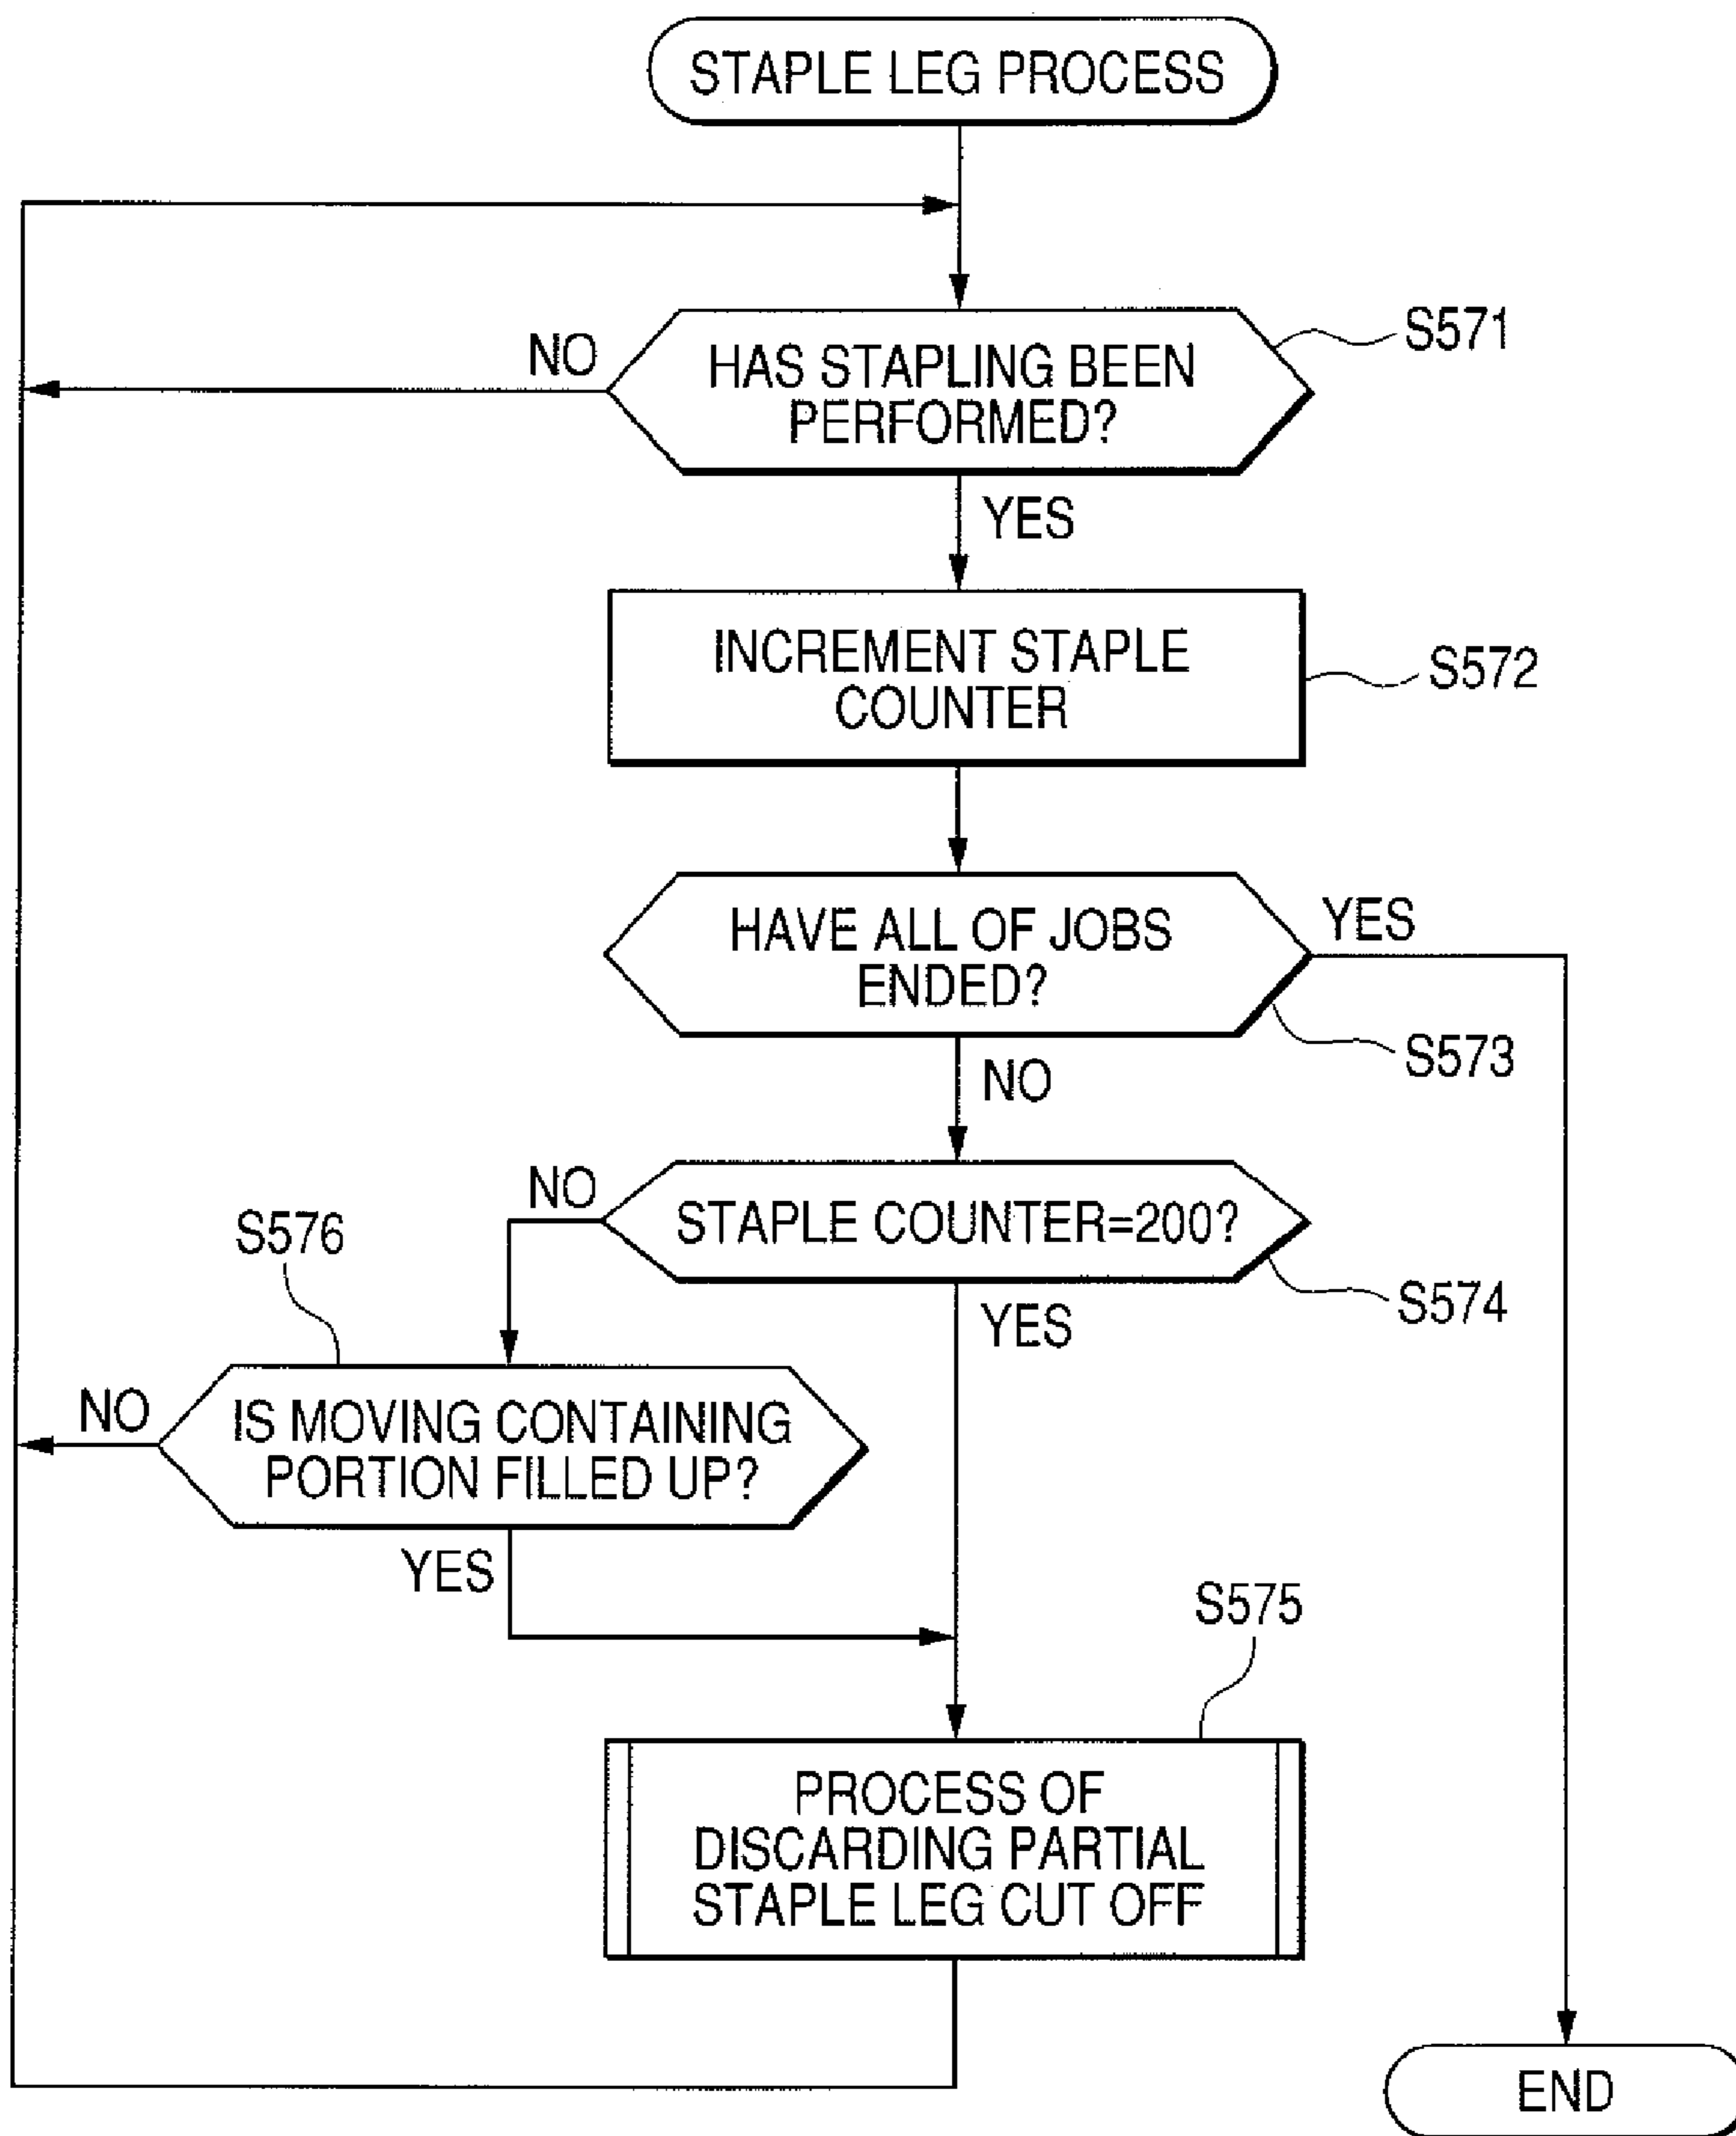 STAPLE LEG PROCESS
NO
HAS STAPLING BEEN
PERFORMED?
S571
YES
INCREMENT STAPLE
COUNTER
S572
HAVE ALL OF JOBS
ENDED?
YES
S573
NO
STAPLE COUNTER=200?
NO
S576
S574
YES
NO
IS MOVING CONTAINING
PORTION FILLED UP?
YES
S575
PROCESS OF
DISCARDING PARTIAL
STAPLE LEG CUT OFF
END